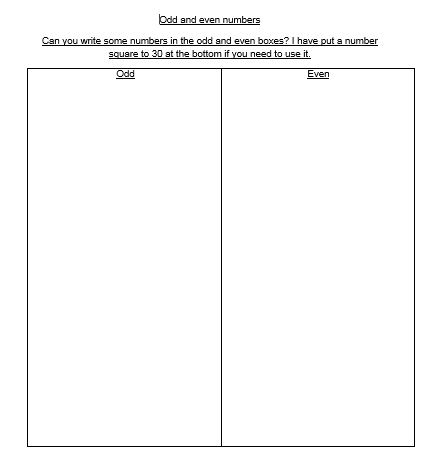 Odd and even numbers
Can you write some numbers in the odd and even boxes? I have put a number
square to 30 at the bottom if you need to use it.
Odd
Even